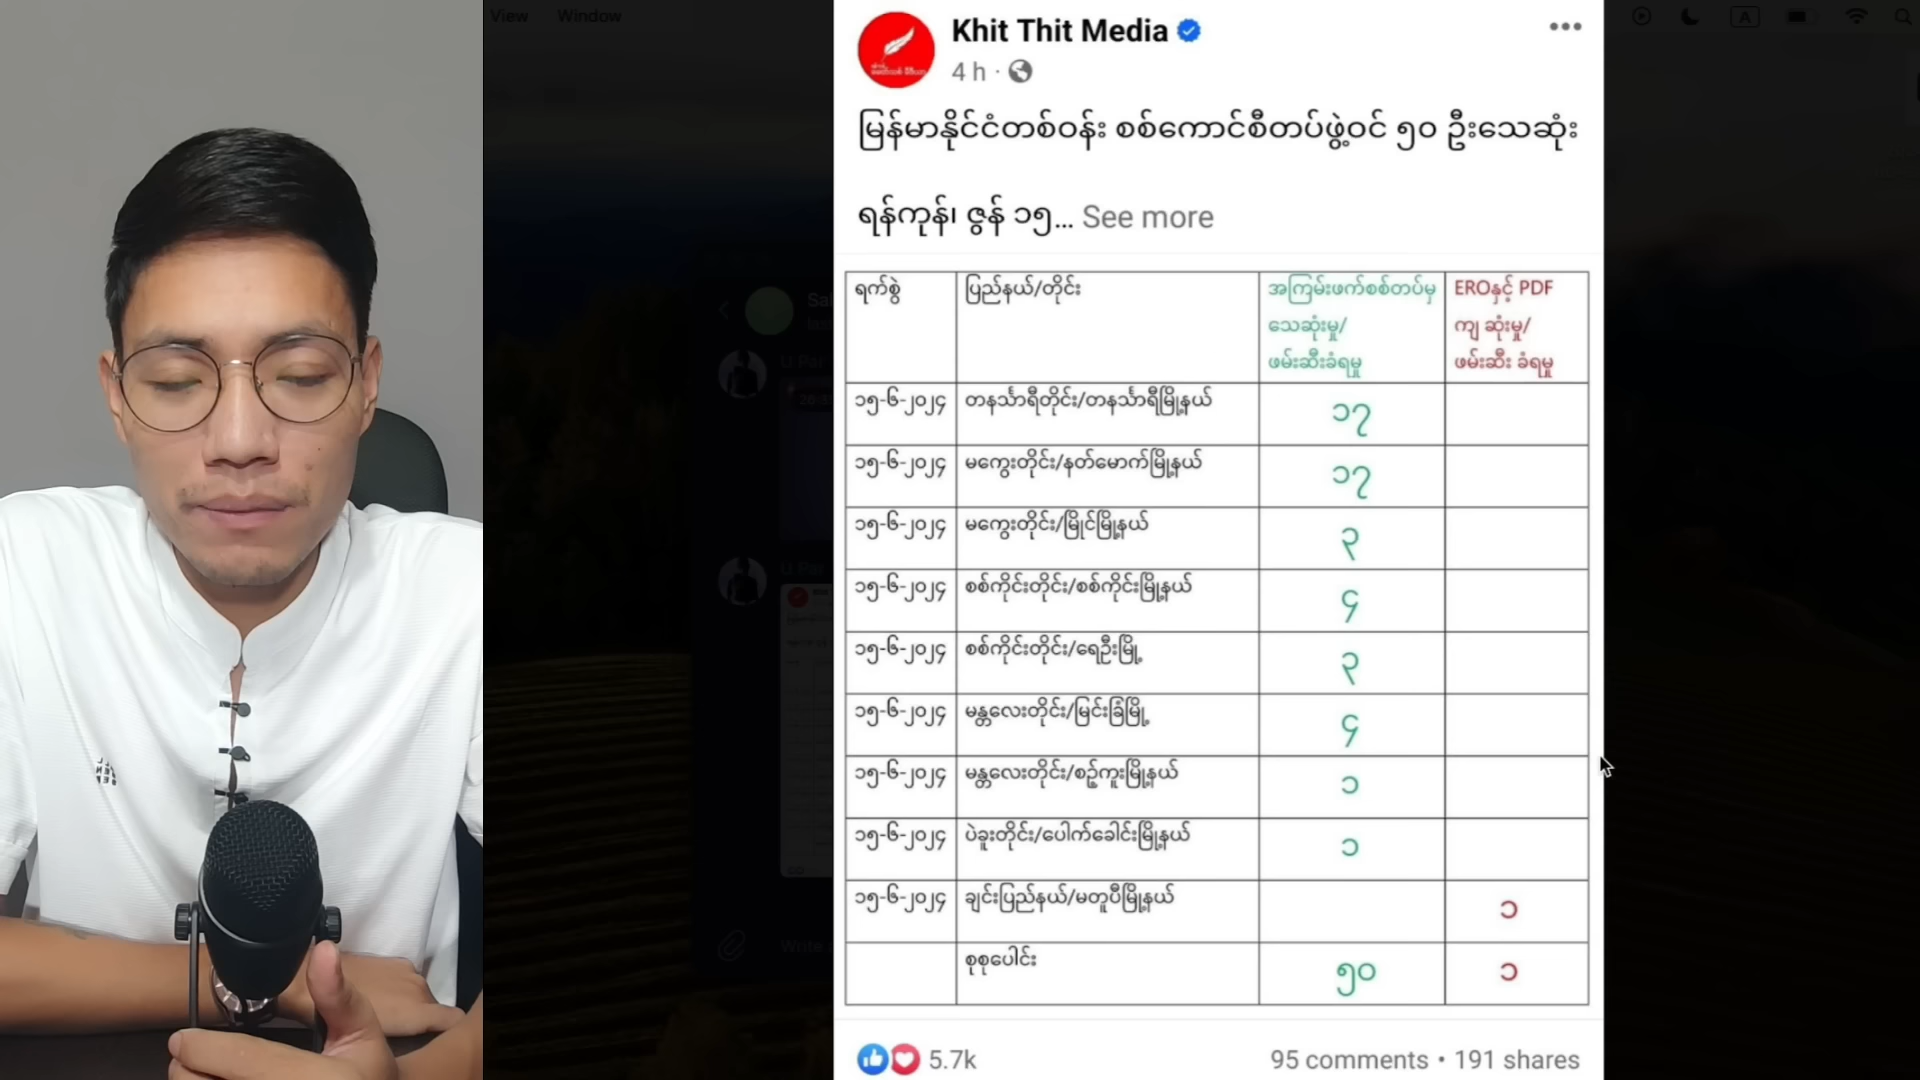 View Window
Khit Thit Media
4 h ·
မြန်မာနိုင်ငံတစ်ဝန်း စစ်ကောင်စီတပ်ဖွဲ့ဝင် ၅၀ ဦးသေဆုံး
ရန်ကုန်၊ ဇွန် ၁၅... See more
ရက်စွဲ ပြည်နယ်/တိုင်း အကြမ်းဖက်စစ်တပ်မှ သေဆုံးမှု/ ဖမ်းဆီးခံရမှု ERONှင့် PDF ကျ ဆုံးမှု/ ဖမ်းဆီး ခံရမှု
၁၅-၆-၂၀၂၄ တနင်္သာရီတိုင်း/တနင်္သာရီမြို့နယ် ၁၇
၁၅-၆-၂၀၂၄ မကွေးတိုင်း/နတ်မောက်မြို့နယ် ၁၇
၁၅-၆-၂၀၂၄ မကွေးတိုင်း/မြိုင်မြို့နယ် ၃
၁၅-၆-၂၀၂၄ စစ်ကိုင်းတိုင်း/စစ်ကိုင်းမြို့နယ် ၄
၁၅-၆-၂၀၂၄ စစ်ကိုင်းတိုင်း/ရေဦးမြို့ ၃
၁၅-၆-၂၀၂၄ မန္တလေးတိုင်း/မြင်းခြံမြို့ ၄
၁၅-၆-၂၀၂၄ မန္တလေးတိုင်း/စဉ့်ကူးမြို့နယ် ၁
၁၅-၆-၂၀၂၄ ပဲခူးတိုင်း/ပေါက်ခေါင်းမြို့နယ် ၁
၁၅-၆-၂၀၂၄ ချင်းပြည်နယ်/မတူပီမြို့နယ် ၁
စုစုပေါင်း ၅၀ ၁
5.7k 95 comments • 191 shares